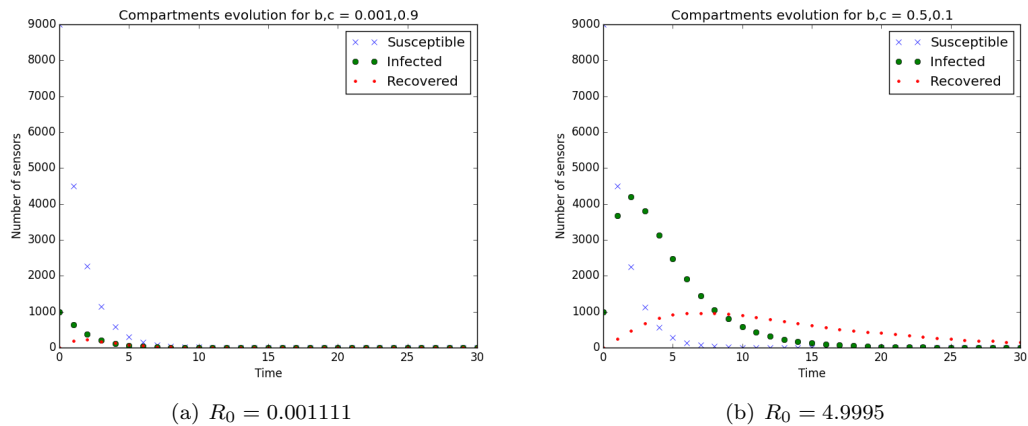 Compartments evolution for b,c = 0.001,0.9
9000
8000
7000
6000
5000
4000
3000
2000
1000
0
Number of sensors
Susceptible
Infected
Recovered
0 5 10 15 20 25 30
Time
(a) R₀ = 0.001111
Compartments evolution for b,c = 0.5,0.1
9000
8000
7000
6000
5000
4000
3000
2000
1000
0
Number of sensors
Susceptible
Infected
Recovered
0 5 10 15 20 25 30
Time
(b) R₀ = 4.9995